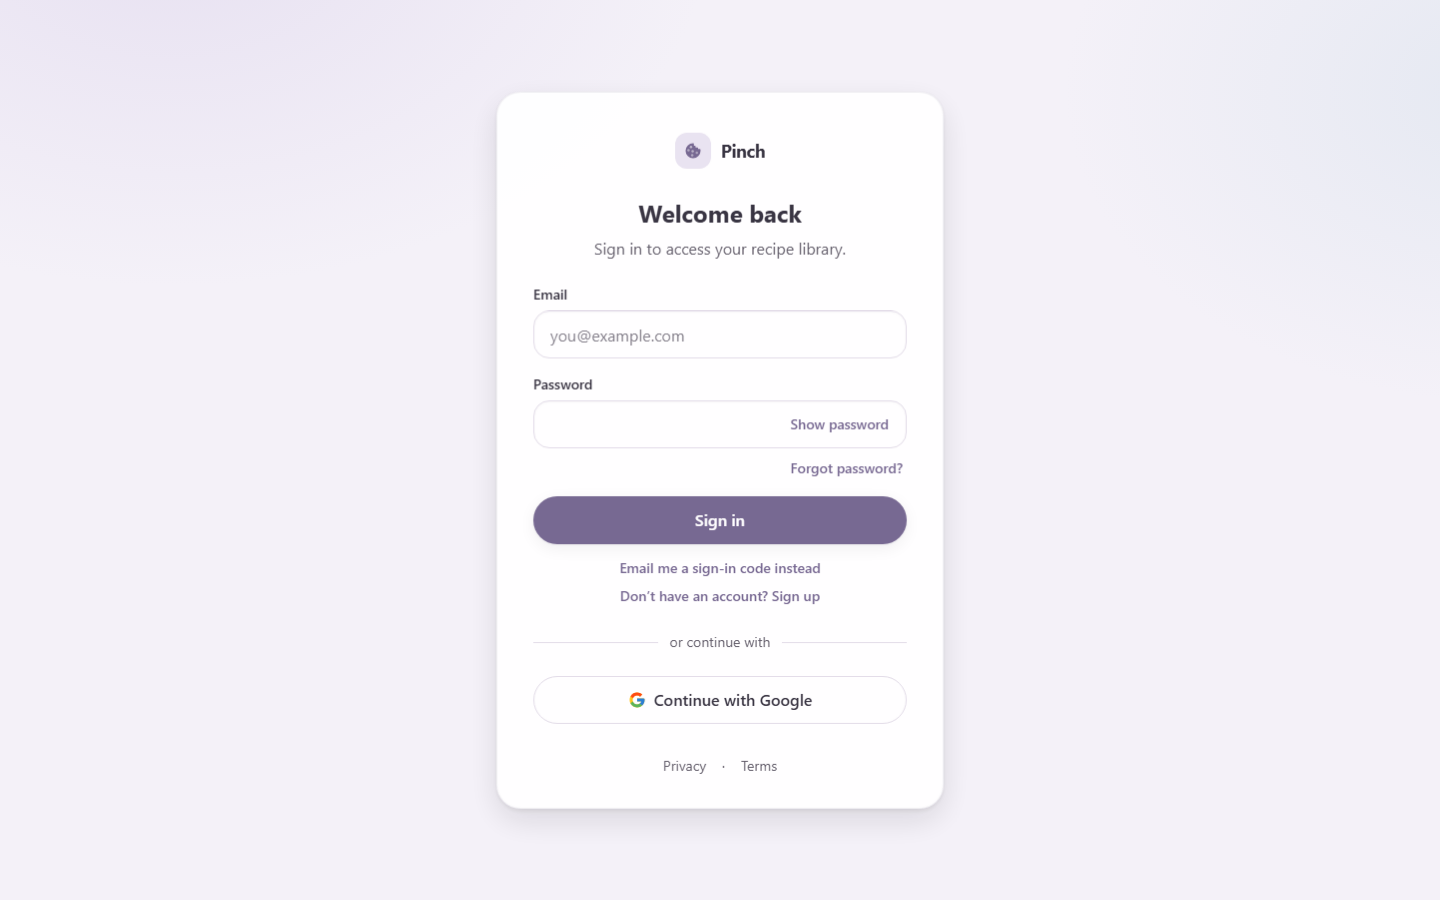 Pinch
Welcome back
Sign in to access your recipe library.
Email
you@example.com
Password
Show password
Forgot password?
Sign in
Email me a sign-in code instead
Don't have an account? Sign up
or continue with
Continue with Google
Privacy · Terms